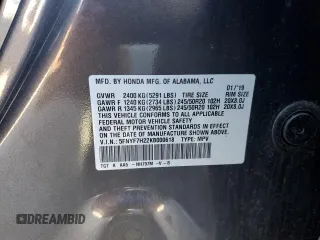 MFD. BY HONDA MFG. OF ALABAMA, LLC
01/'19
GVWR 2400 KG (5291 LBS) TIRE SIZE RIM SIZE
GAWR F 1240 KG (2734 LBS) 245/50R20 102H 20X8.0J
GAWR R 1345 KG (2965 LBS) 245/50R20 102H 20X8.0J
THIS VEHICLE CONFORMS TO ALL APPLICABLE
FEDERAL MOTOR VEHICLE SAFETY AND
THEFT PREVENTION STANDARDS IN EFFECT ON
THE DATE OF MANUFACTURE SHOWN ABOVE.
V.I.N.: 5FNYF7H22KB000618 TYPE: MPV